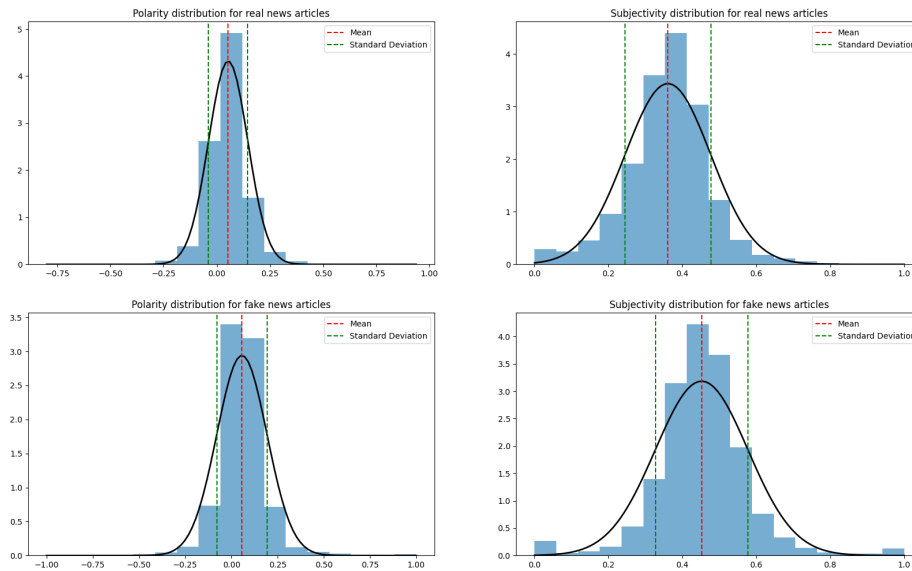 Polarity distribution for real news articles
5
4
3
2
1
0
Mean
Standard Deviation
−0.75 −0.50 −0.25 0.00 0.25 0.50 0.75 1.00
Subjectivity distribution for real news articles
4
3
2
1
0
Mean
Standard Deviation
0.0 0.2 0.4 0.6 0.8 1.0
Polarity distribution for fake news articles
3.5
3.0
2.5
2.0
1.5
1.0
0.5
0.0
Mean
Standard Deviation
−1.00 −0.75 −0.50 −0.25 0.00 0.25 0.50 0.75 1.00
Subjectivity distribution for fake news articles
4.0
3.5
3.0
2.5
2.0
1.5
1.0
0.5
0.0
Mean
Standard Deviation
0.0 0.2 0.4 0.6 0.8 1.0